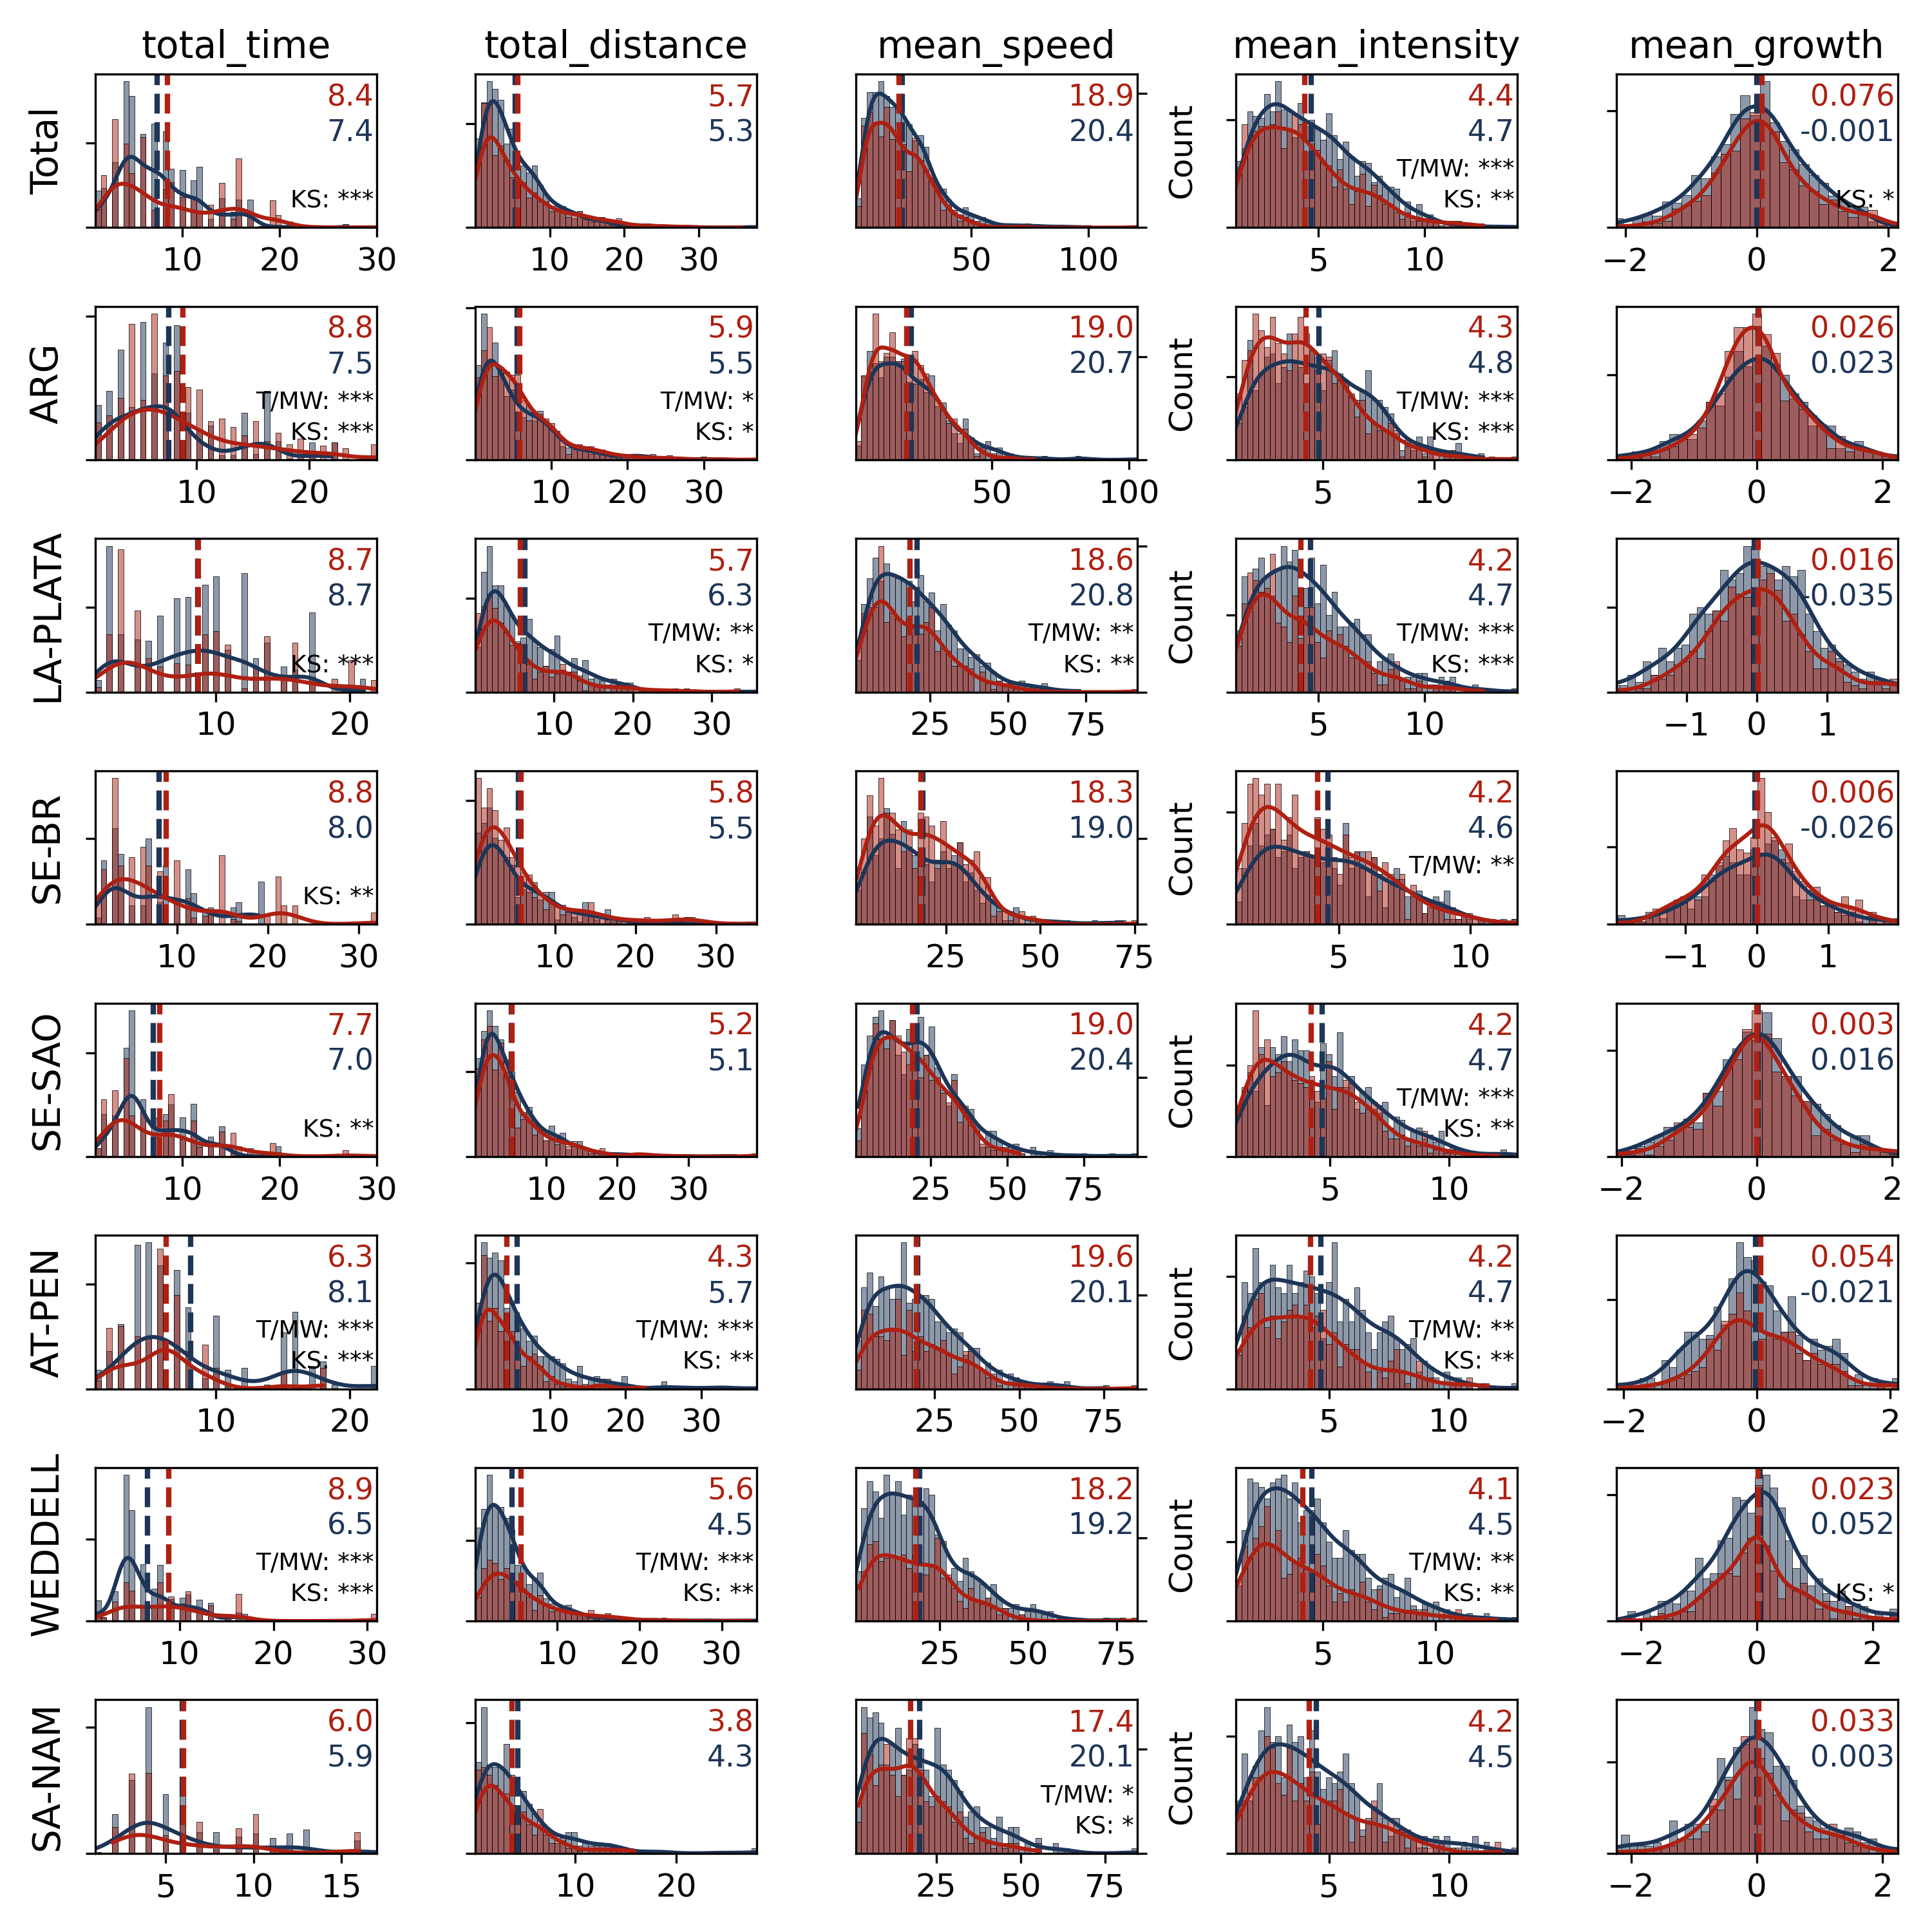 total_time total_distance mean_speed mean_intensity mean_growth
Total
8.4
7.4
KS: ***
10 20 30
5.7
5.3
10 20 30
18.9
20.4
50 100
Count
4.4
4.7
T/MW: ***
KS: **
5 10
0.076
-0.001
KS: *
−2 0 2
ARG
8.8
7.5
T/MW: ***
KS: ***
10 20
5.9
5.5
T/MW: *
KS: *
10 20 30
19.0
20.7
50 100
Count
4.3
4.8
T/MW: ***
KS: ***
5 10
0.026
0.023
−2 0 2
LA-PLATA
8.7
8.7
KS: ***
10 20
5.7
6.3
T/MW: **
KS: *
10 20 30
18.6
20.8
T/MW: **
KS: **
25 50 75
Count
4.2
4.7
T/MW: ***
KS: ***
5 10
0.016
-0.035
−1 0 1
SE-BR
8.8
8.0
KS: **
10 20 30
5.8
5.5
10 20 30
18.3
19.0
25 50 75
Count
4.2
4.6
T/MW: **
5 10
0.006
-0.026
−1 0 1
SE-SAO
7.7
7.0
KS: **
10 20 30
5.2
5.1
10 20 30
19.0
20.4
25 50 75
Count
4.2
4.7
T/MW: ***
KS: **
5 10
0.003
0.016
−2 0 2
AT-PEN
6.3
8.1
T/MW: ***
KS: ***
10 20
4.3
5.7
T/MW: ***
KS: **
10 20 30
19.6
20.1
25 50 75
Count
4.2
4.7
T/MW: **
KS: **
5 10
0.054
-0.021
−2 0 2
WEDDELL
8.9
6.5
T/MW: ***
KS: ***
10 20 30
5.6
4.5
T/MW: ***
KS: **
10 20 30
18.2
19.2
25 50 75
Count
4.1
4.5
T/MW: **
KS: **
5 10
0.023
0.052
KS: *
−2 0 2
SA-NAM
6.0
5.9
5 10 15
3.8
4.3
10 20
17.4
20.1
T/MW: *
KS: *
25 50 75
Count
4.2
4.5
5 10
0.033
0.003
−2 0 2